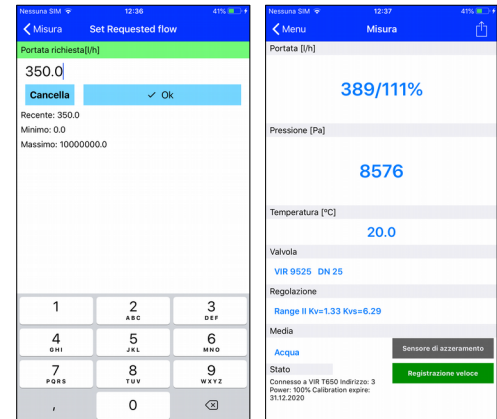 Nessuna SIM 12:36 41%
Misura Set Requested flow
Portata richiesta[l/h]
350.0
Cancella ✓ Ok
Recente: 350.0
Minimo: 0.0
Massimo: 10000000.0
1 2 3
ABC DEF
4 5 6
GHI JKL MNO
7 8 9
PQRS TUV WXYZ
, 0
Nessuna SIM 12:37 41%
Menu Misura
Portata [l/h]
389/111%
Pressione [Pa]
8576
Temperatura [°C]
20.0
Valvola
VIR 9525 DN 25
Regolazione
Range II Kv=1.33 Kvs=6.29
Media
Acqua
Sensore di azzeramento
Stato
Connesso a VIR T650 Indirizzo: 3
Power: 100% Calibration expire:
31.12.2020
Registrazione veloce